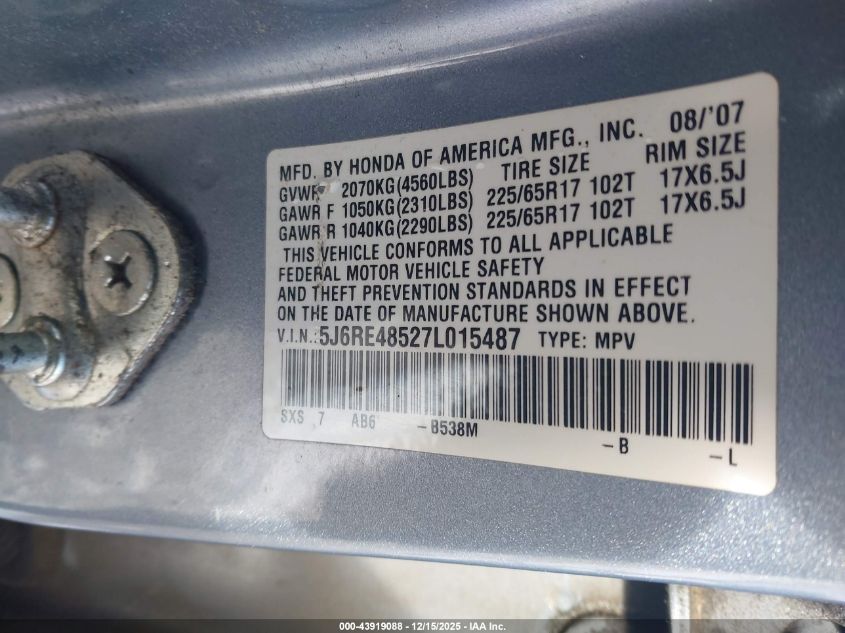 MFD. BY HONDA OF AMERICA MFG., INC. 08/'07
GVWR 2070KG(4560LBS) TIRE SIZE RIM SIZE
GAWR F 1050KG(2310LBS) 225/65R17 102T 17X6.5J
GAWR R 1040KG(2290LBS) 225/65R17 102T 17X6.5J
THIS VEHICLE CONFORMS TO ALL APPLICABLE
FEDERAL MOTOR VEHICLE SAFETY
AND THEFT PREVENTION STANDARDS IN EFFECT
ON THE DATE OF MANUFACTURE SHOWN ABOVE.
V.I.N.:5J6RE48527L015487 TYPE: MPV
SXS 7 AB6 -B538M -B -L
000-43919088 - 12/15/2025 - IAA Inc.